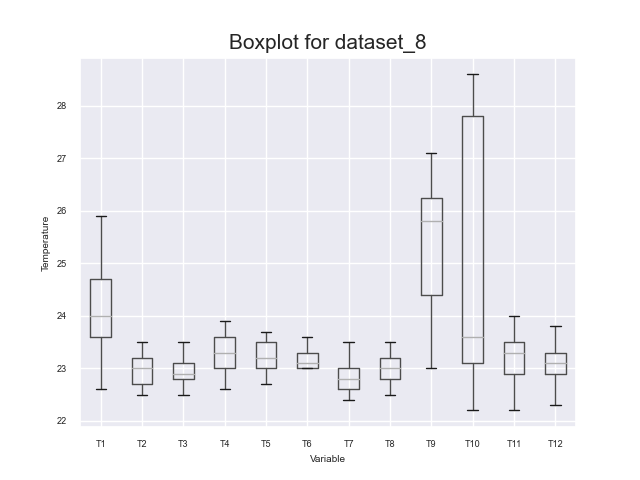 Boxplot for dataset_8
28
27
26
25
24
23
22
Temperature
T1 T2 T3 T4 T5 T6 T7 T8 T9 T10 T11 T12
Variable